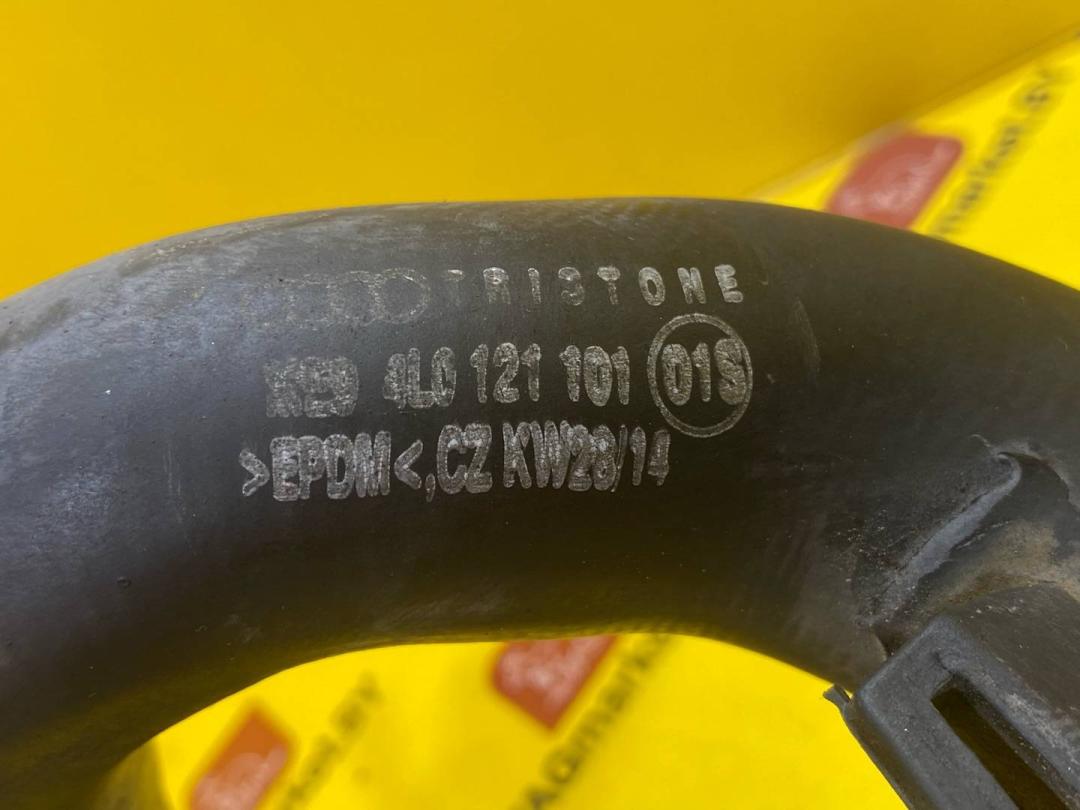 TRISTONE
4L0 121 101 01S
>EPDM<,CZ KW28/14